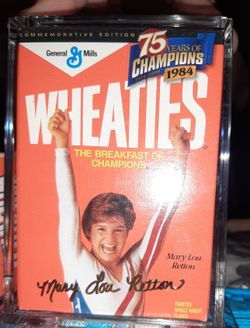 COMMEMORATIVE EDITION
75 YEARS OF
CHAMPIONS
1984
General G Mills
WHEATIES
THE BREAKFAST OF
CHAMPIONS
Mary Lou
Retton
Mary Lou Retton
TOASTED
WHOLE WHEAT
FLAKES